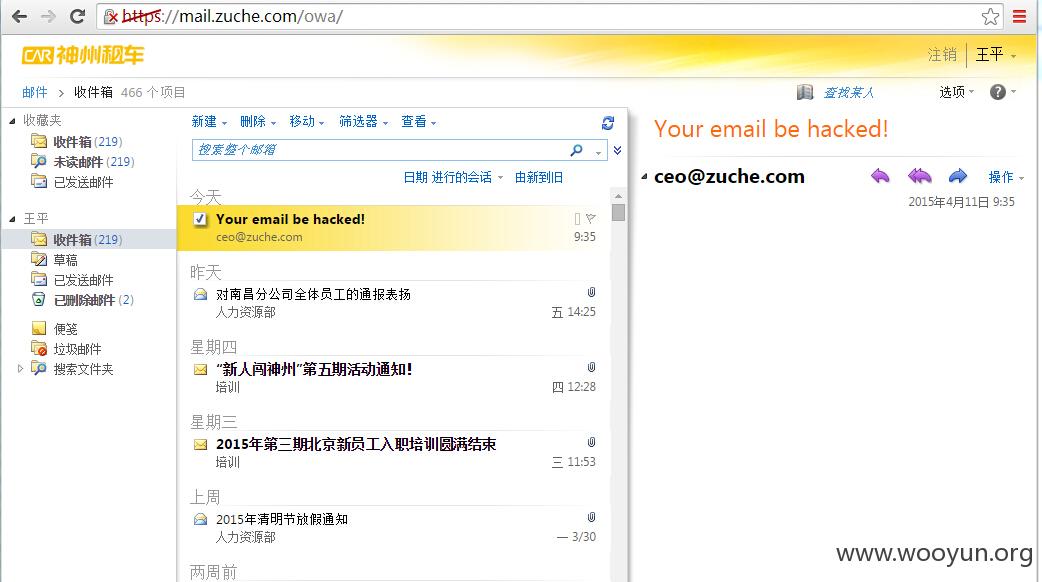 https://mail.zuche.com/owa/
CAR 神州租车
注销 王平
邮件 > 收件箱 466 个项目
查找某人 选项
收藏夹
收件箱 (219)
未读邮件 (219)
已发送邮件
王平
收件箱 (219)
草稿
已发送邮件
已删除邮件 (2)
便笺
垃圾邮件
搜索文件夹
新建 删除 移动 筛选器 查看
搜索整个邮箱
日期 进行的会话 由新到旧
今天
Your email be hacked!
ceo@zuche.com 9:35
昨天
对南昌分公司全体员工的通报表扬
人力资源部 五 14:25
星期四
“新人闯神州”第五期活动通知!
培训 四 12:28
星期三
2015年第三期北京新员工入职培训圆满结束
培训 三 11:53
上周
2015年清明节放假通知
人力资源部 一 3/30
两周前
Your email be hacked!
ceo@zuche.com
操作
2015年4月11日 9:35
www.wooyun.org